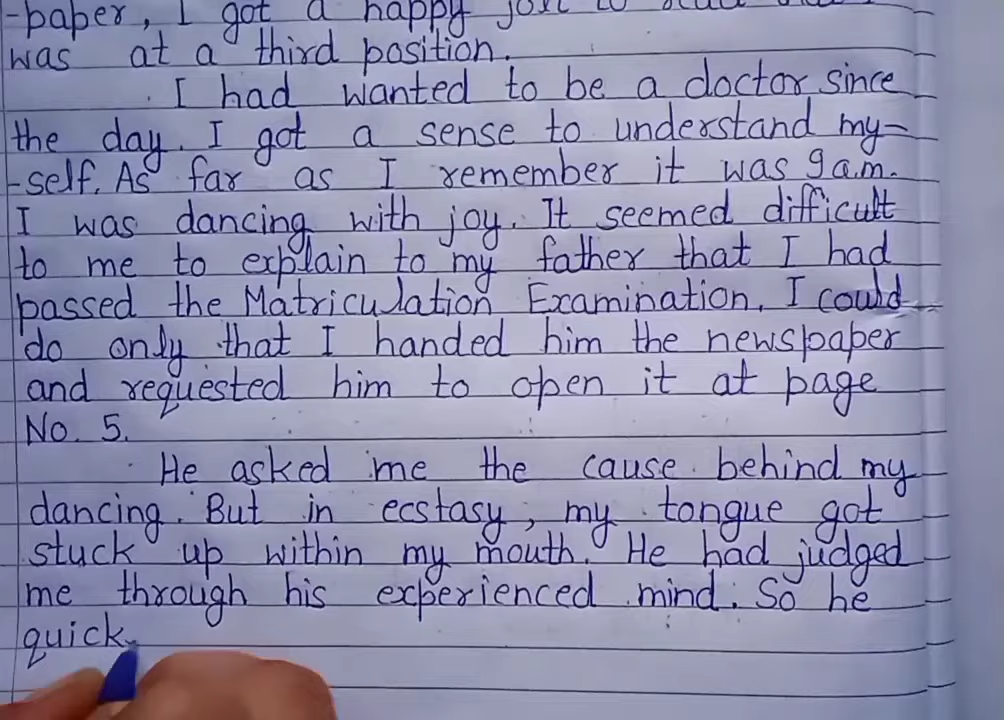 -paper, I got a happy jolt to
was at a third position.
I had wanted to be a doctor since
the day. I got a sense to understand my-
-self. As far as I remember it was 9 a.m.
I was dancing with joy. It seemed difficult
to me to explain to my father that I had
passed the Matriculation Examination. I could
do only that I handed him the newspaper
and requested him to open it at page
No. 5.
He asked me the cause behind my
dancing. But in ecstasy, my tongue got
stuck up within my mouth. He had judged
me through his experienced mind. So he
quick